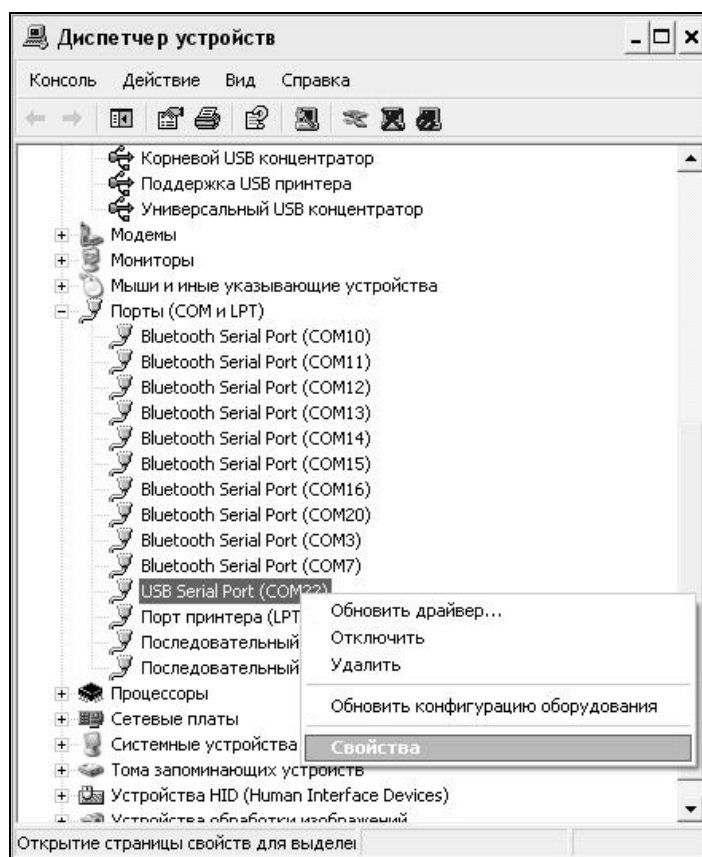 Диспетчер устройств
Консоль Действие Вид Справка
Корневой USB концентратор
Поддержка USB принтера
Универсальный USB концентратор
Модемы
Мониторы
Мыши и иные указывающие устройства
Порты (COM и LPT)
Bluetooth Serial Port (COM10)
Bluetooth Serial Port (COM11)
Bluetooth Serial Port (COM12)
Bluetooth Serial Port (COM13)
Bluetooth Serial Port (COM14)
Bluetooth Serial Port (COM15)
Bluetooth Serial Port (COM16)
Bluetooth Serial Port (COM20)
Bluetooth Serial Port (COM3)
Bluetooth Serial Port (COM7)
USB Serial Port (COM22)
Порт принтера (LPT
Последовательный
Последовательный
Обновить драйвер...
Отключить
Удалить
Обновить конфигурацию оборудования
Свойства
Процессоры
Сетевые платы
Системные устройства
Тома запоминающих устройств
Устройства HID (Human Interface Devices)
Устройства обработки изображений
Открытие страницы свойств для выделе